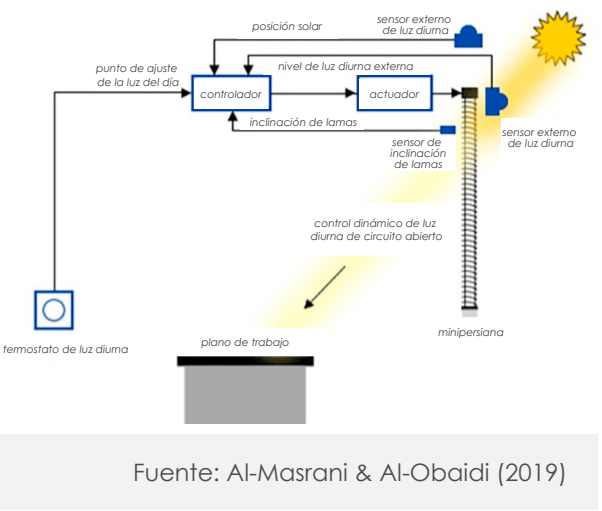 sensor externo
de luz diurna
posición solar
punto de ajuste
de la luz del día
nivel de luz diurna externa
controlador
actuador
inclinación de lamas
sensor de
inclinación
de lamas
sensor externo
de luz diurna
control dinámico de luz
diurna de circuito abierto
minipersiana
plano de trabajo
termostato de luz diurna
Fuente: Al-Masrani & Al-Obaidi (2019)